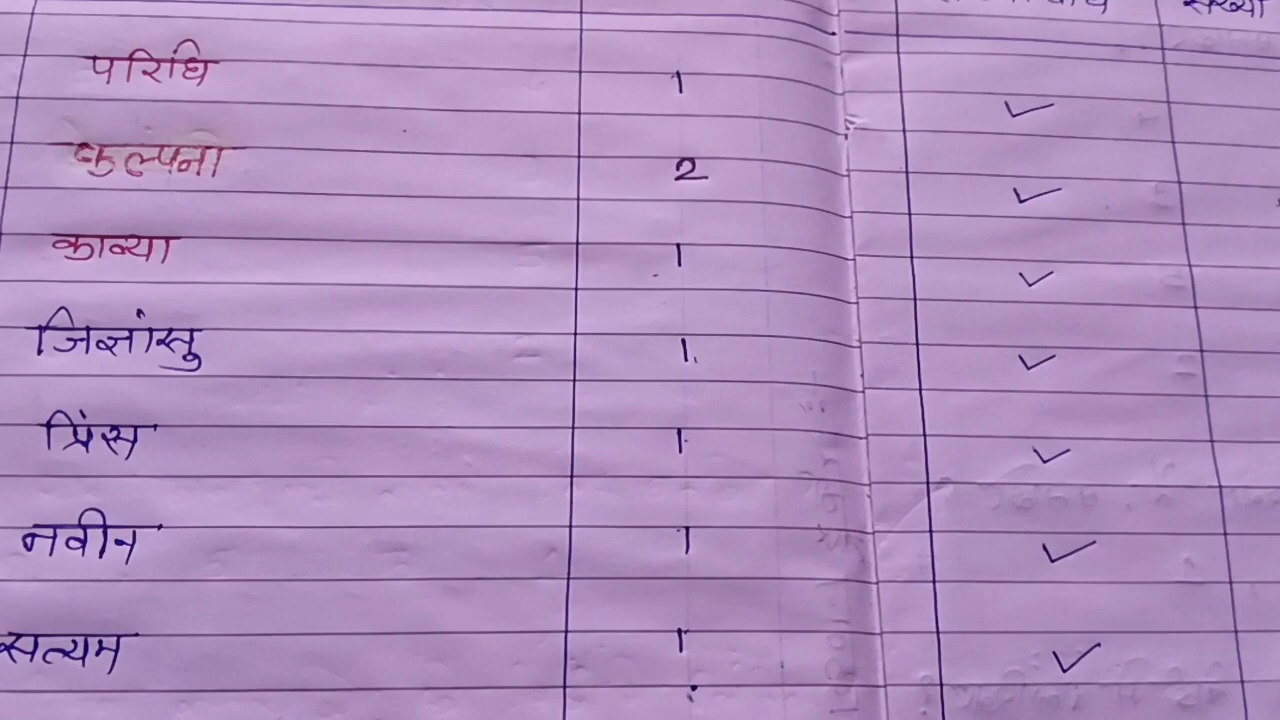 संख्या
परिधि 1 ✓
कल्पना 2 ✓
काव्या 1 ✓
जिज्ञांसु 1. ✓
प्रिंस 1 ✓
नवीन 1 ✓
सत्यम 1 ✓